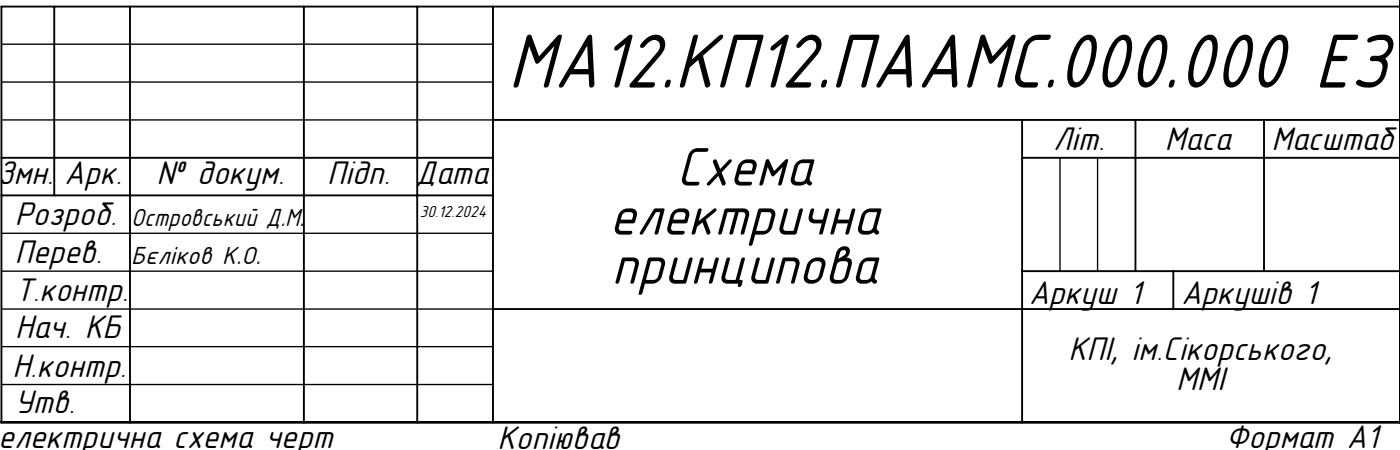 МА12.КП12.ПААМС.000.000 Е3
Літ. Маса Масштаб
Змн. Арк. № докум. Підп. Дата
Схема
електрична
принципова
Розроб. Островський Д.М. 30.12.2024
Перев. Бєліков К.О.
Т.контр.
Аркуш 1 Аркушів 1
Нач. КБ
Н.контр.
Утв.
КПІ, ім.Сікорського,
ММІ
електрична схема черт Копіював Формат А1